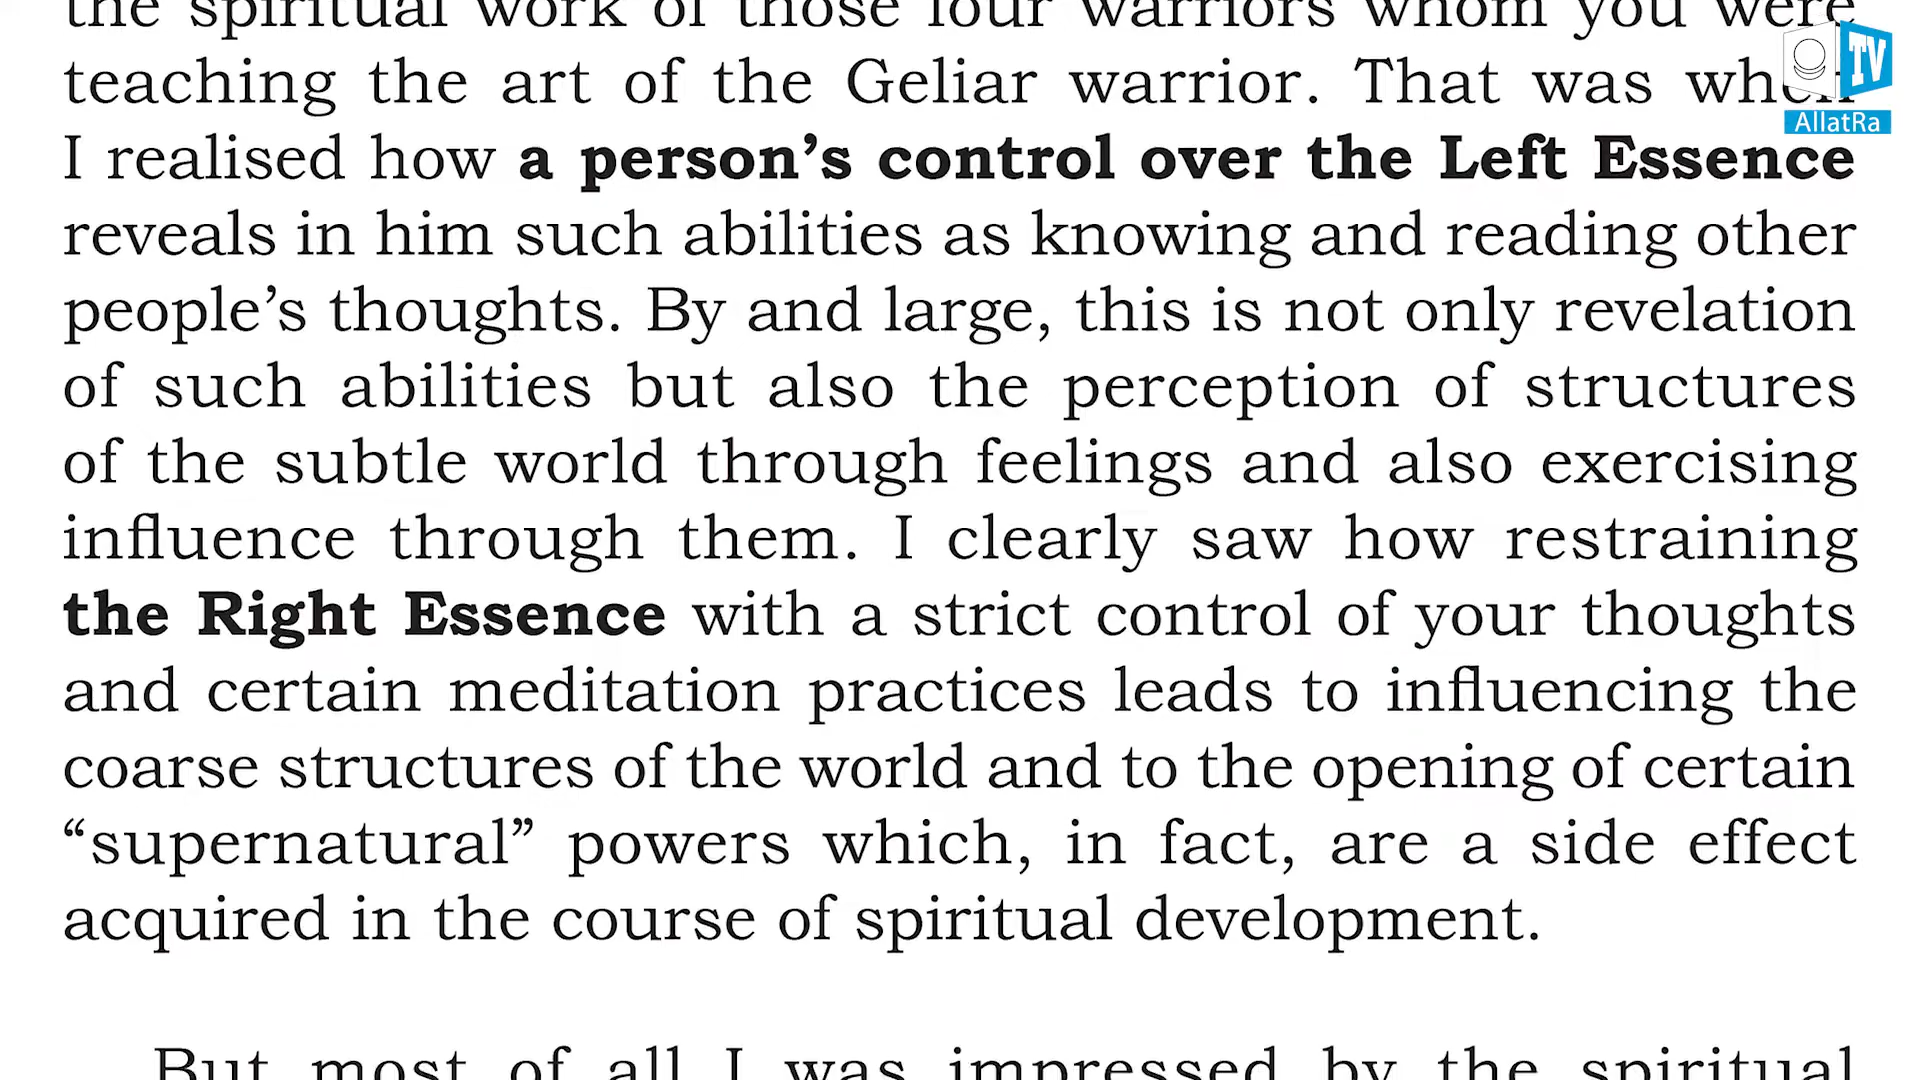 the spiritual work of those four warriors whom you were
teaching the art of the Geliar warrior. That was when
I realised how a person’s control over the Left Essence
reveals in him such abilities as knowing and reading other
people’s thoughts. By and large, this is not only revelation
of such abilities but also the perception of structures
of the subtle world through feelings and also exercising
influence through them. I clearly saw how restraining
the Right Essence with a strict control of your thoughts
and certain meditation practices leads to influencing the
coarse structures of the world and to the opening of certain
“supernatural” powers which, in fact, are a side effect
acquired in the course of spiritual development.
But most of all I was impressed by the spiritual
TV
AllatRa